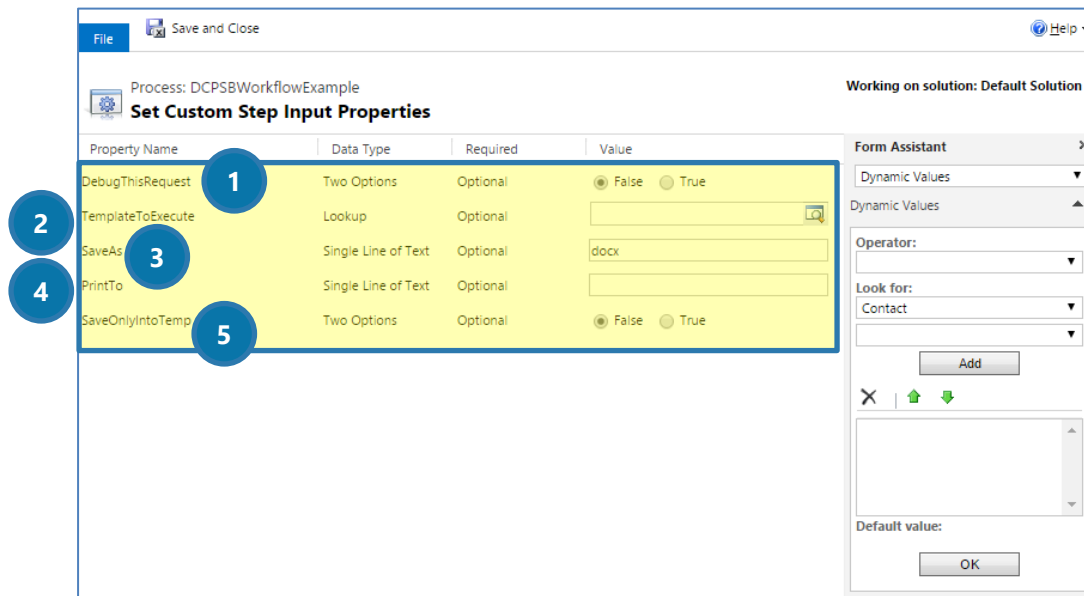 File
Save and Close
Help
Process: DCPSBWorkflowExample
Set Custom Step Input Properties
Working on solution: Default Solution
Property Name Data Type Required Value
DebugThisRequest 1 Two Options Optional False True
2 TemplateToExecute Lookup Optional
SaveAs 3 Single Line of Text Optional docx
4 PrintTo Single Line of Text Optional
SaveOnlyIntoTemp 5 Two Options Optional False True
Form Assistant
Dynamic Values
Dynamic Values
Operator:
Look for:
Contact
Add
Default value:
OK